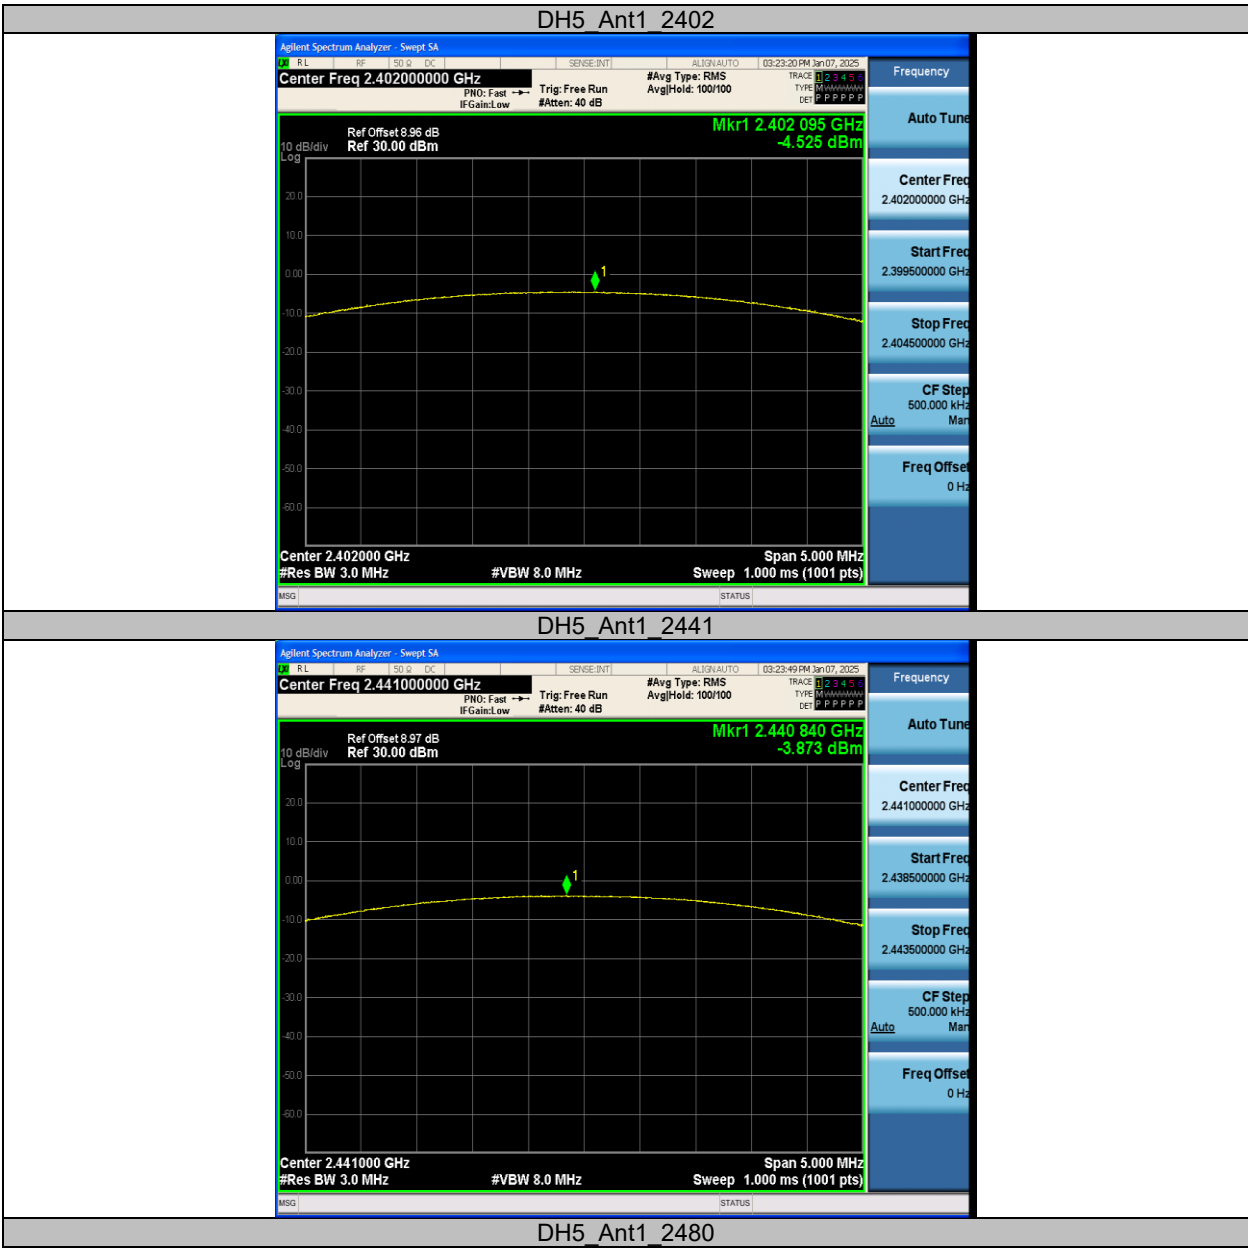 DH5_Ant1_2402
Agilent Spectrum Analyzer - Swept SA
RL RF 50 Ω DC SENSE:INT ALIGNAUTO 03:23:20 PM Jan 07, 2025
Center Freq 2.402000000 GHz
PNO: Fast
IFGain:Low
Trig: Free Run
#Atten: 40 dB
#Avg Type: RMS
Avg|Hold: 100/100
TRACE 1 2 3 4 5 6
TYPE M
DET P P P P P P
Ref Offset 8.96 dB
10 dB/div Ref 30.00 dBm
Log
Mkr1 2.402 095 GHz
-4.525 dBm
20.0
10.0
0.00
-10.0
-20.0
-30.0
-40.0
-50.0
-60.0
1
Center 2.402000 GHz Span 5.000 MHz
#Res BW 3.0 MHz #VBW 8.0 MHz Sweep 1.000 ms (1001 pts)
MSG STATUS
Frequency
Auto Tune
Center Freq
2.402000000 GHz
Start Freq
2.399500000 GHz
Stop Freq
2.404500000 GHz
CF Step
500.000 kHz
Auto Man
Freq Offset
0 Hz
DH5_Ant1_2441
Agilent Spectrum Analyzer - Swept SA
RL RF 50 Ω DC SENSE:INT ALIGNAUTO 03:23:49 PM Jan 07, 2025
Center Freq 2.441000000 GHz
PNO: Fast
IFGain:Low
Trig: Free Run
#Atten: 40 dB
#Avg Type: RMS
Avg|Hold: 100/100
TRACE 1 2 3 4 5 6
TYPE M
DET P P P P P P
Ref Offset 8.97 dB
10 dB/div Ref 30.00 dBm
Log
Mkr1 2.440 840 GHz
-3.873 dBm
20.0
10.0
0.00
-10.0
-20.0
-30.0
-40.0
-50.0
-60.0
1
Center 2.441000 GHz Span 5.000 MHz
#Res BW 3.0 MHz #VBW 8.0 MHz Sweep 1.000 ms (1001 pts)
MSG STATUS
Frequency
Auto Tune
Center Freq
2.441000000 GHz
Start Freq
2.438500000 GHz
Stop Freq
2.443500000 GHz
CF Step
500.000 kHz
Auto Man
Freq Offset
0 Hz
DH5_Ant1_2480